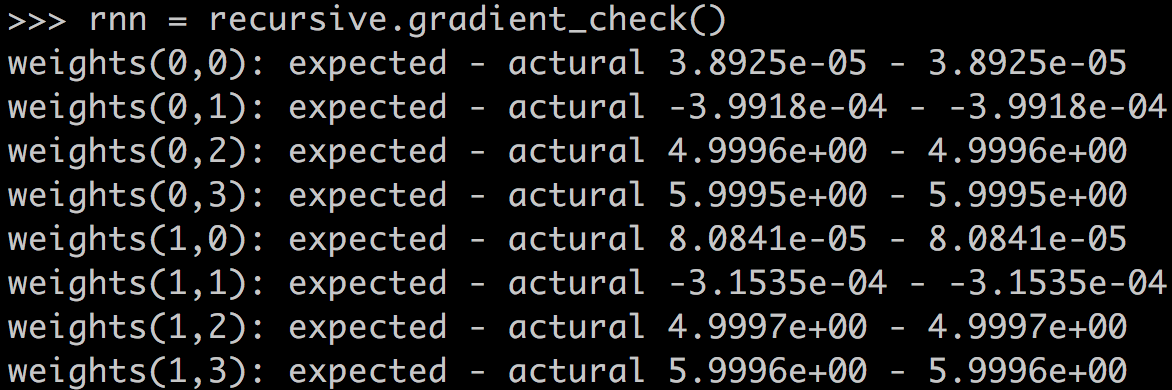 >>> rnn = recursive.gradient_check()
weights(0,0): expected - actural 3.8925e-05 - 3.8925e-05
weights(0,1): expected - actural -3.9918e-04 - -3.9918e-04
weights(0,2): expected - actural 4.9996e+00 - 4.9996e+00
weights(0,3): expected - actural 5.9995e+00 - 5.9995e+00
weights(1,0): expected - actural 8.0841e-05 - 8.0841e-05
weights(1,1): expected - actural -3.1535e-04 - -3.1535e-04
weights(1,2): expected - actural 4.9997e+00 - 4.9997e+00
weights(1,3): expected - actural 5.9996e+00 - 5.9996e+00